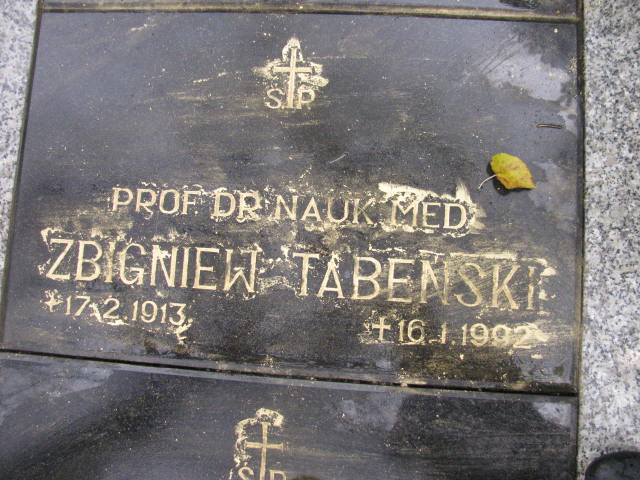 Ś P
PROF DR NAUK MED
ZBIGNIEW TABEŃSKI
*17.2.1913
†16.1.1992
Ś P